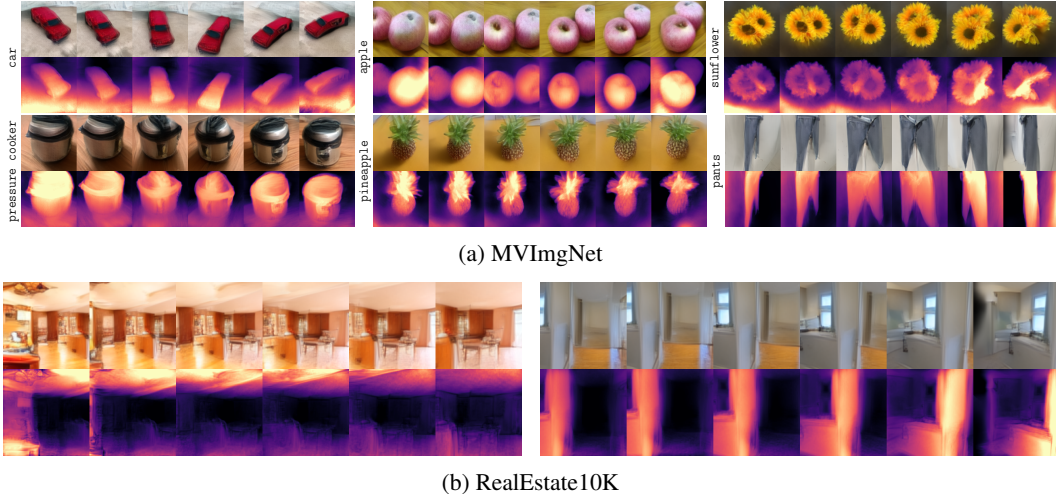 car
apple
sunflower
pressure cooker
pineapple
pants
(a) MVImgNet
(b) RealEstate10K